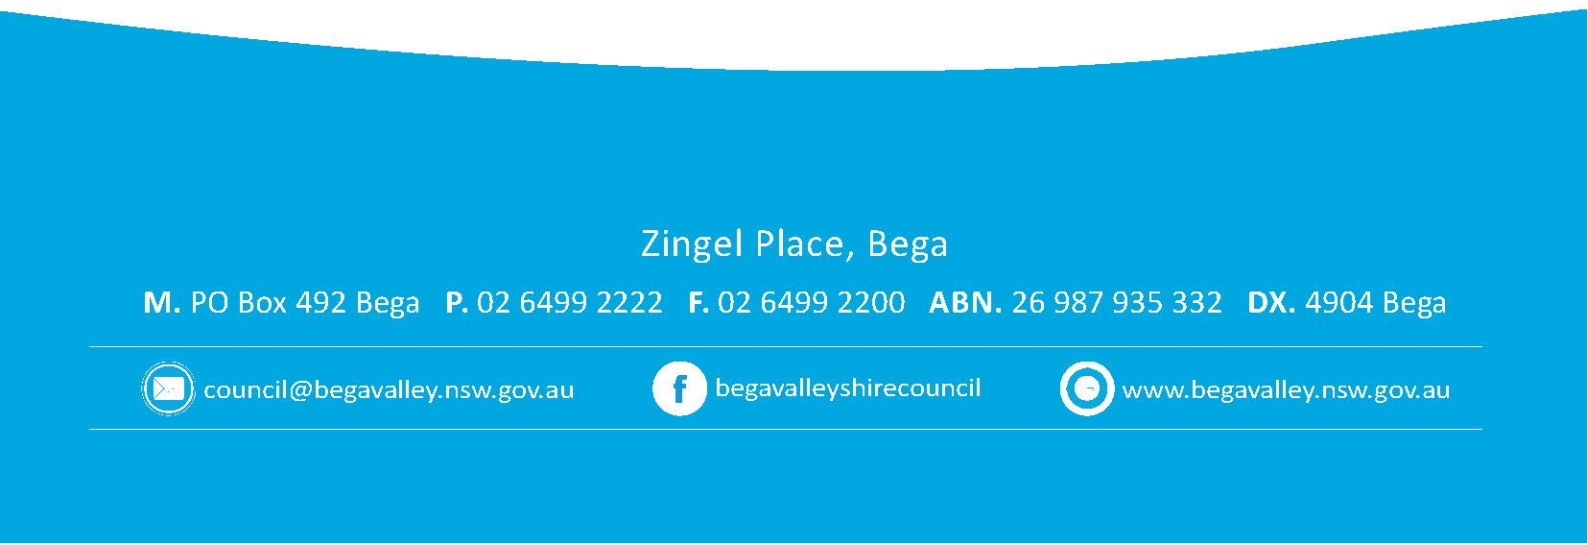 Zingel Place, Bega
M. PO Box 492 Bega P. 02 6499 2222 F. 02 6499 2200 ABN. 26 987 935 332 DX. 4904 Bega
council@begavalley.nsw.gov.au f begavalleyshirecouncil www.begavalley.nsw.gov.au